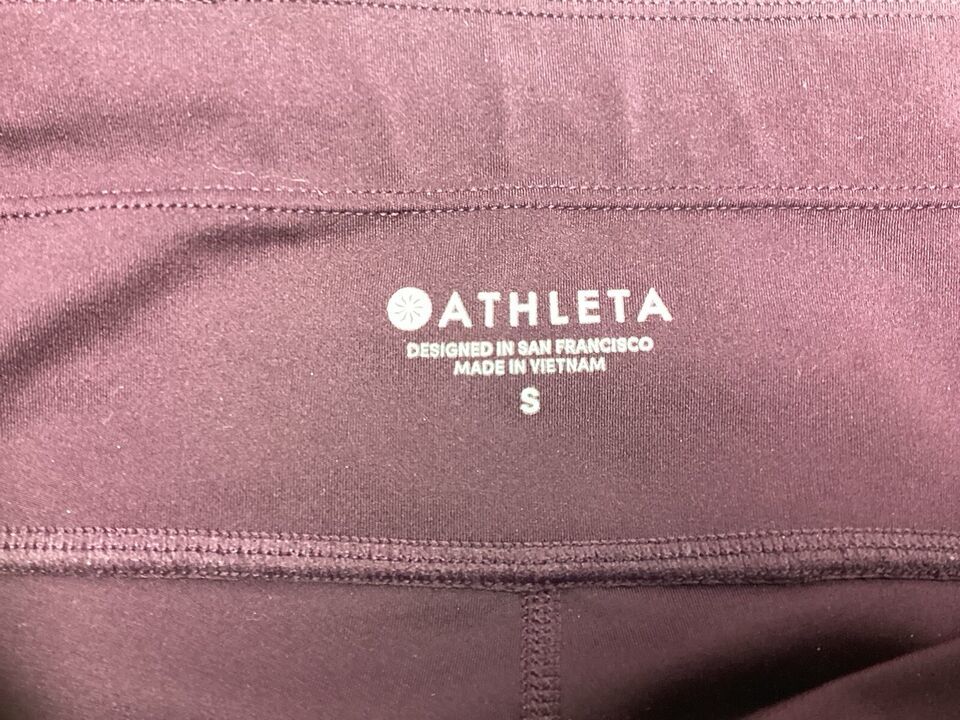 ATHLETA
DESIGNED IN SAN FRANCISCO
MADE IN VIETNAM
S